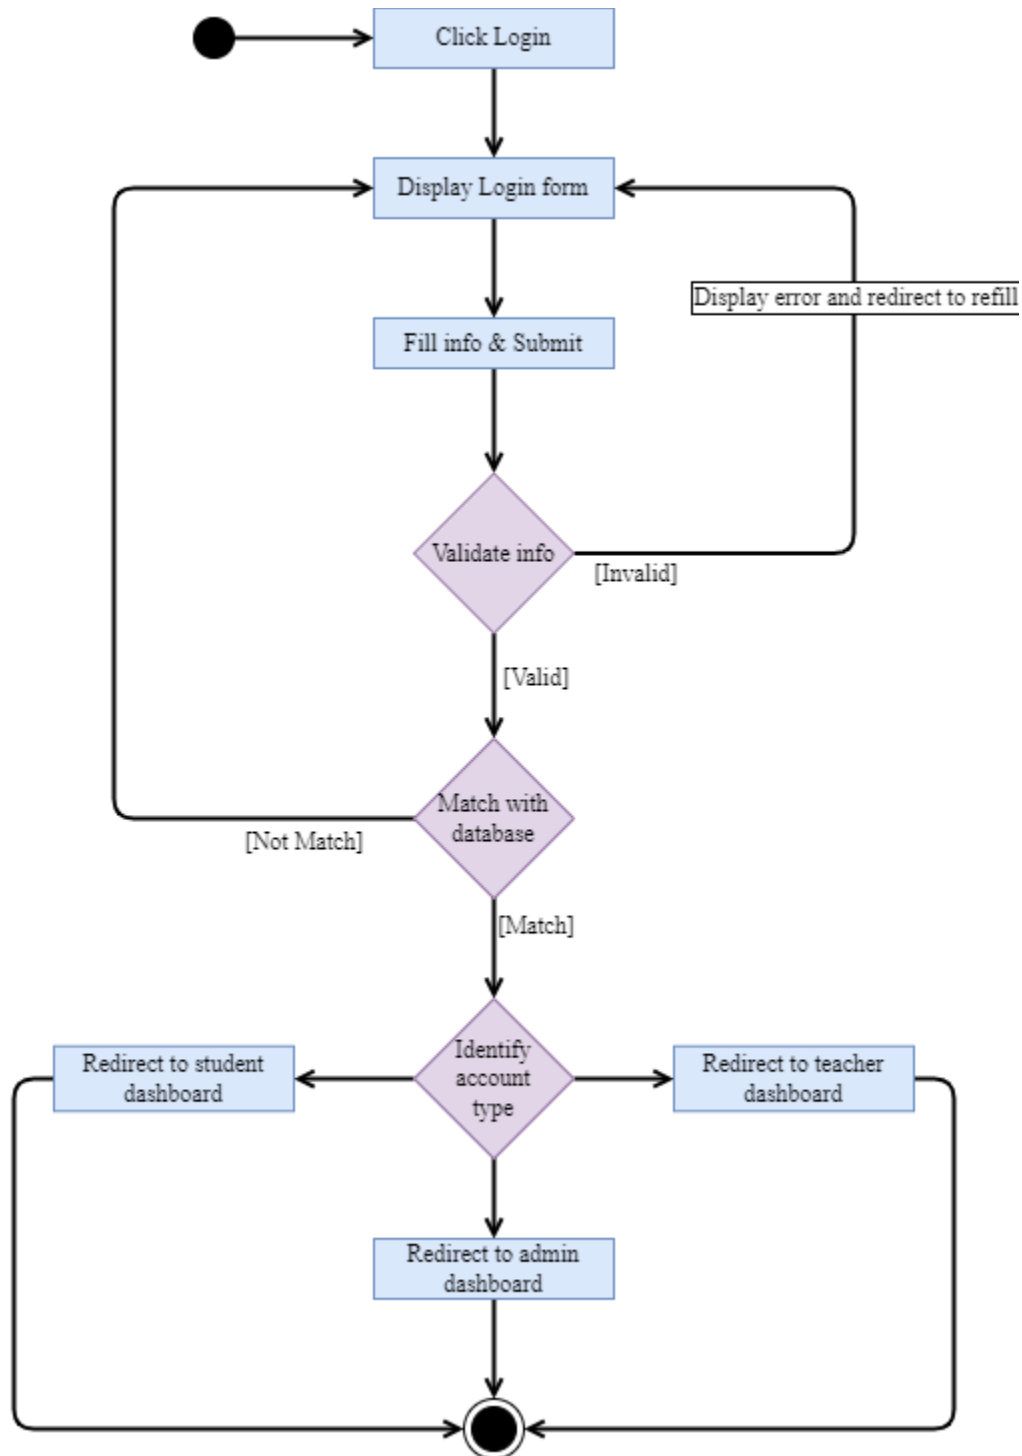 Click Login
Display Login form
Display error and redirect to refill
Fill info & Submit
Validate info
[Invalid]
[Valid]
Match with
database
[Not Match]
[Match]
Identify
account
type
Redirect to student
dashboard
Redirect to teacher
dashboard
Redirect to admin
dashboard